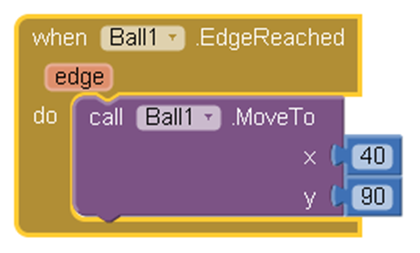 when Ball1 .EdgeReached
edge
do call Ball1 .MoveTo
x 40
y 90